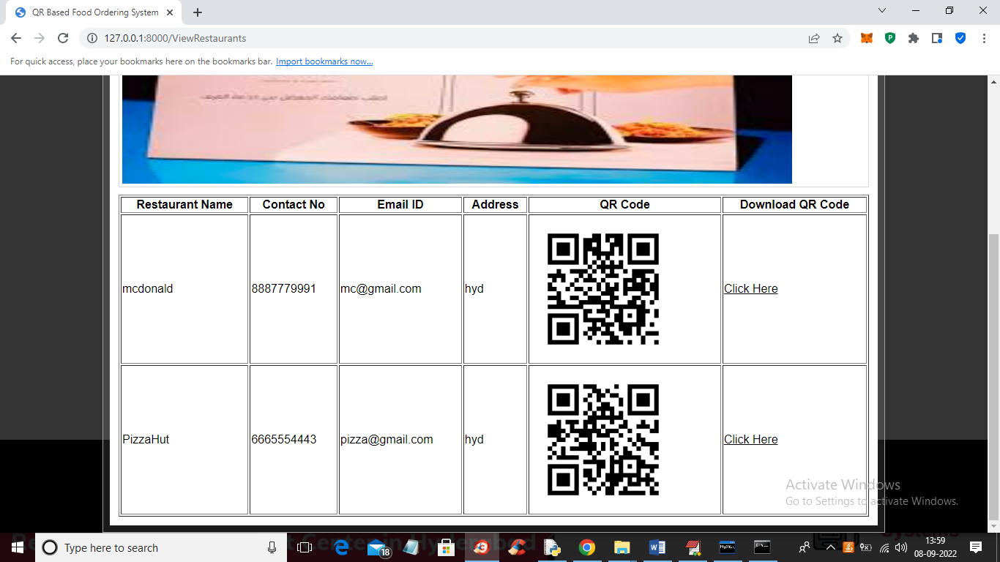 QR Based Food Ordering System
127.0.0.1:8000/ViewRestaurants
For quick access, place your bookmarks here on the bookmarks bar. Import bookmarks now...
Restaurant Name Contact No Email ID Address QR Code Download QR Code
mcdonald 8887779991 mc@gmail.com hyd Click Here
PizzaHut 6665554443 pizza@gmail.com hyd Click Here
Activate Windows
Go to Settings to activate Windows.
Type here to search
18
13:59
08-09-2022